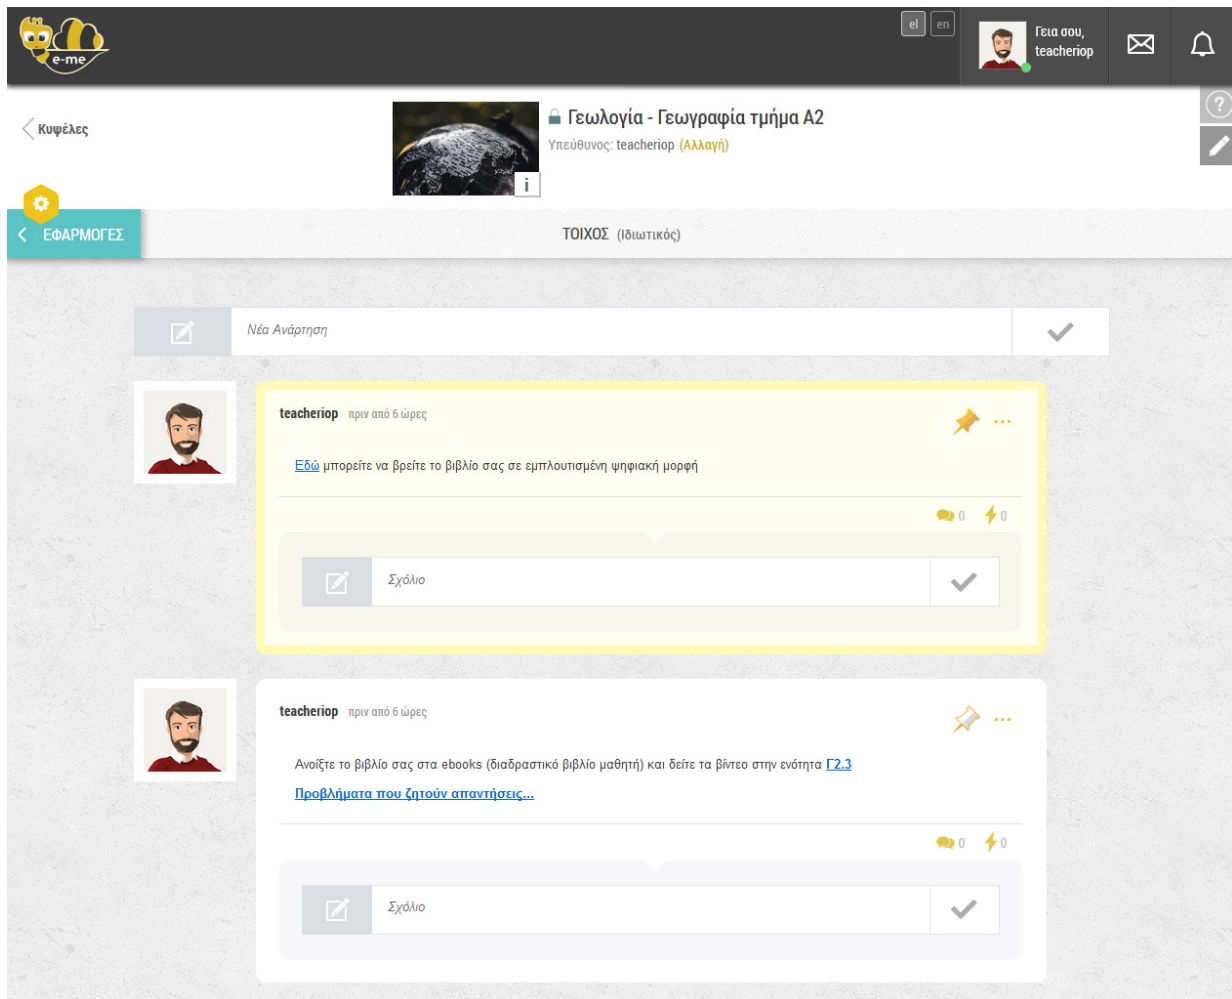 e-me
el en
Γεια σου,
teacheriop
Κυψέλες
Γεωλογία - Γεωγραφία τμήμα Α2
Υπεύθυνος: teacheriop (Αλλαγή)
i
?
ΕΦΑΡΜΟΓΕΣ
ΤΟΙΧΟΣ (Ιδιωτικός)
Νέα Ανάρτηση
teacheriop πριν από 6 ώρες
Εδώ μπορείτε να βρείτε το βιβλίο σας σε εμπλουτισμένη ψηφιακή μορφή
0 0
Σχόλιο
teacheriop πριν από 6 ώρες
Ανοίξτε το βιβλίο σας στα ebooks (διαδραστικό βιβλίο μαθητή) και δείτε τα βίντεο στην ενότητα Γ2.3
Προβλήματα που ζητούν απαντήσεις...
0 0
Σχόλιο